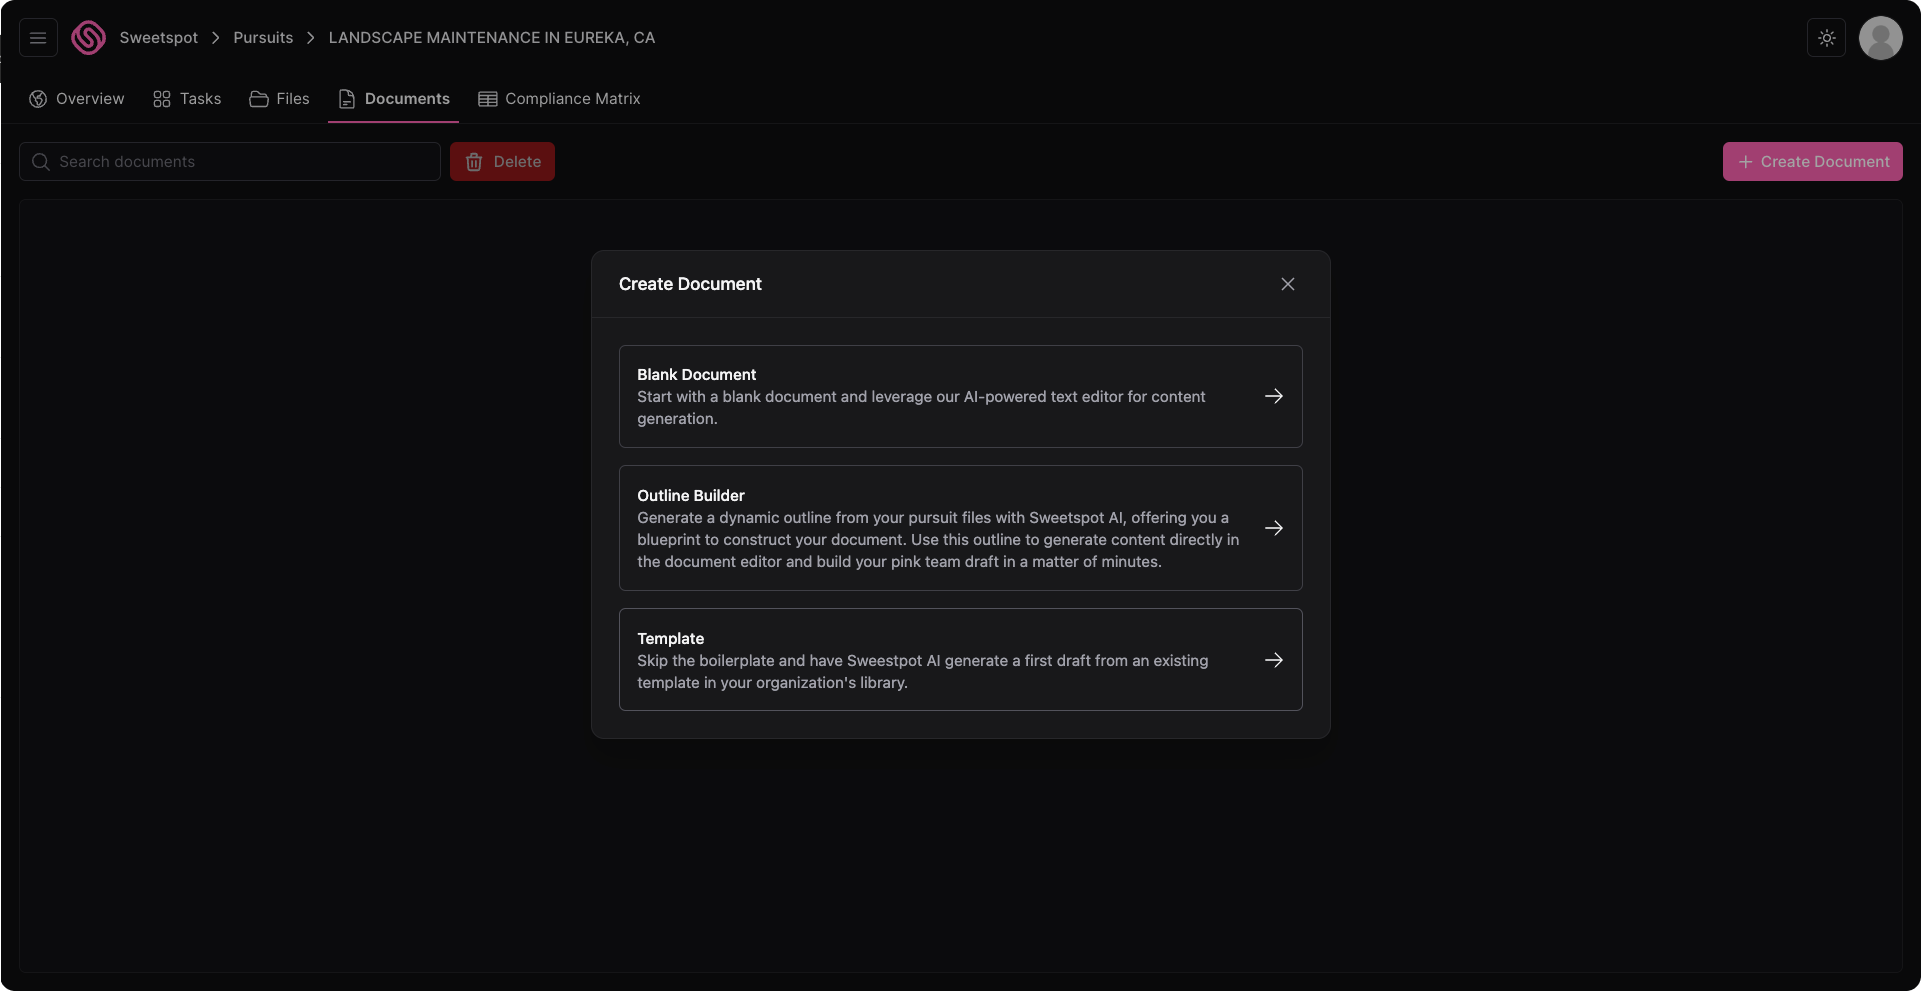 Sweetspot > Pursuits > LANDSCAPE MAINTENANCE IN EUREKA, CA
Overview Tasks Files Documents Compliance Matrix
Search documents Delete + Create Document
Create Document
Blank Document
Start with a blank document and leverage our AI-powered text editor for content
generation.
Outline Builder
Generate a dynamic outline from your pursuit files with Sweetspot AI, offering you a
blueprint to construct your document. Use this outline to generate content directly in
the document editor and build your pink team draft in a matter of minutes.
Template
Skip the boilerplate and have Sweestpot AI generate a first draft from an existing
template in your organization's library.